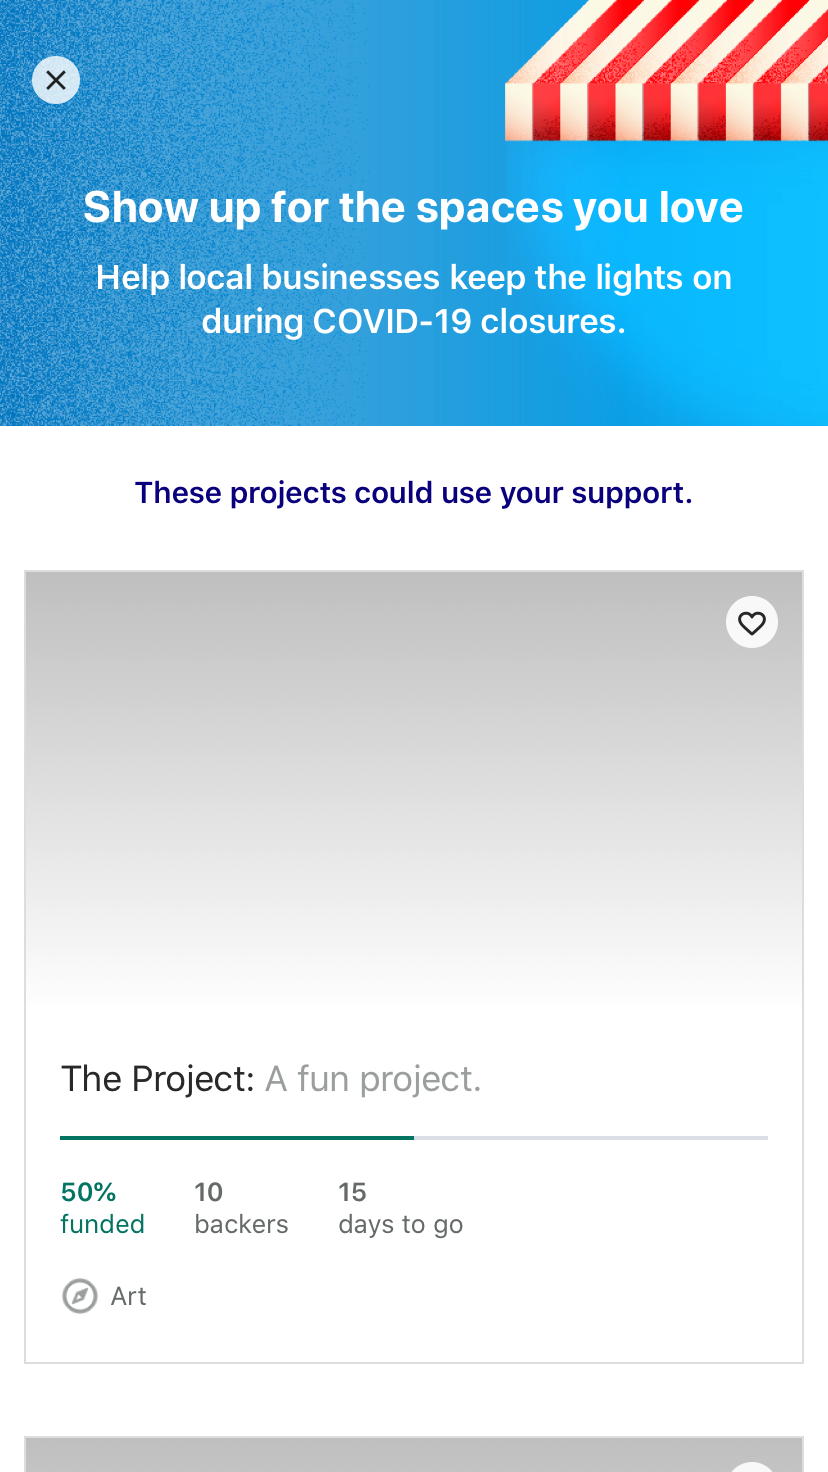 Show up for the spaces you love
Help local businesses keep the lights on
during COVID-19 closures.
These projects could use your support.
The Project: A fun project.
50%
funded
10
backers
15
days to go
Art